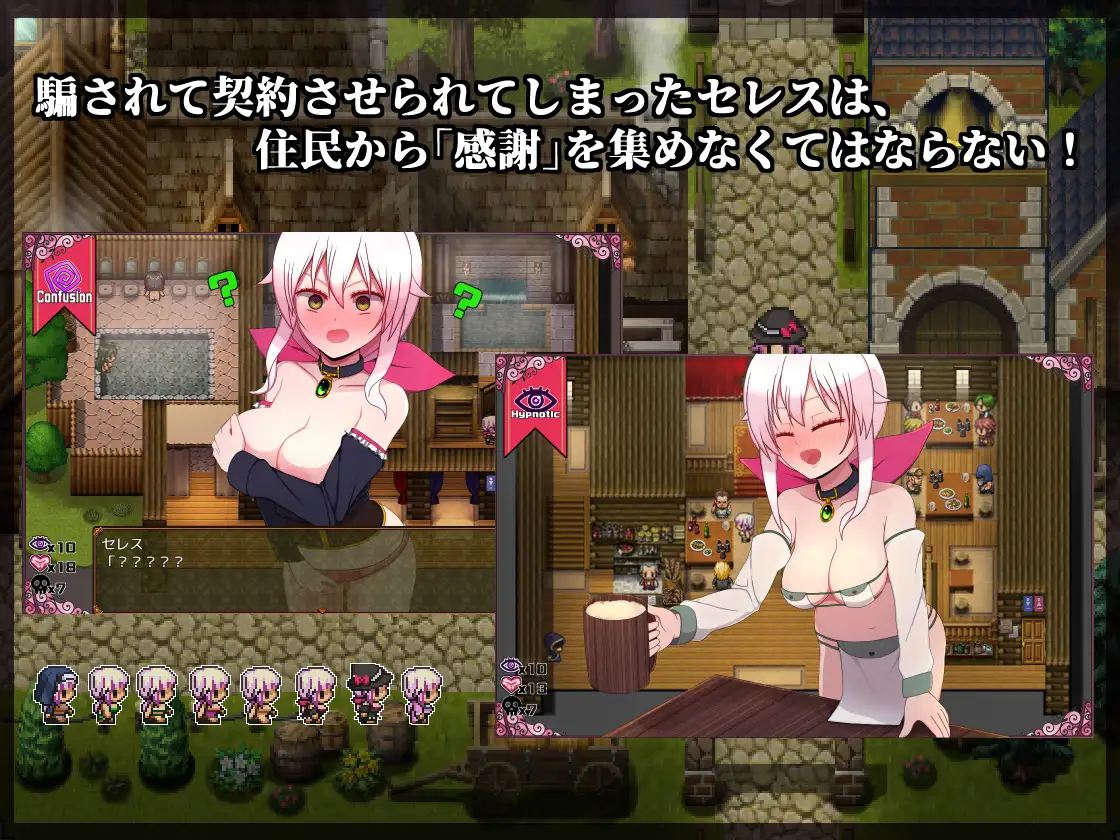 騙されて契約させられてしまったセレスは、
住民から「感謝」を集めなくてはならない！
Confusion
?
?
セレス
「？？？？？
x10
x18
x7
Hypnotic
x10
x13
x7